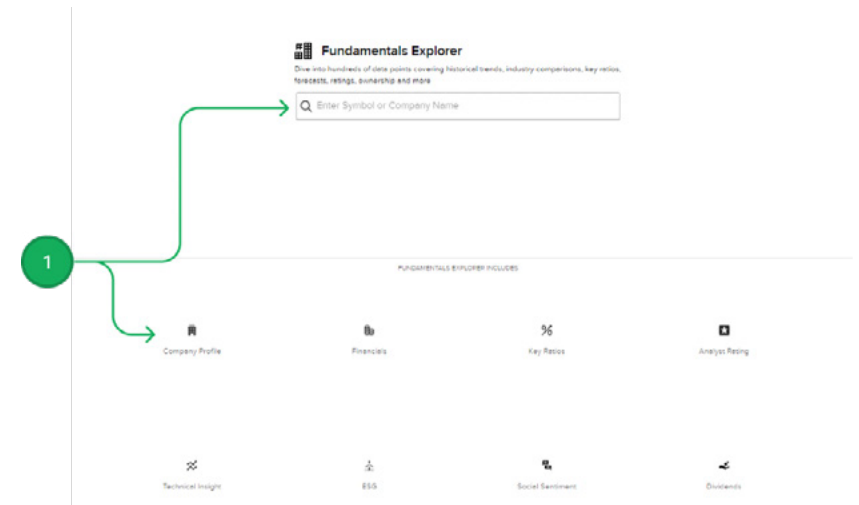 Fundamentals Explorer
Dive into hundreds of data points covering historical trends, industry comparisons, key ratios,
forecasts, ratings, ownership and more
Enter Symbol or Company Name
1
FUNDAMENTALS EXPLORER INCLUDES
Company Profile
Financials
Key Ratios
Analyst Rating
Technical Insight
ESG
Social Sentiment
Dividends